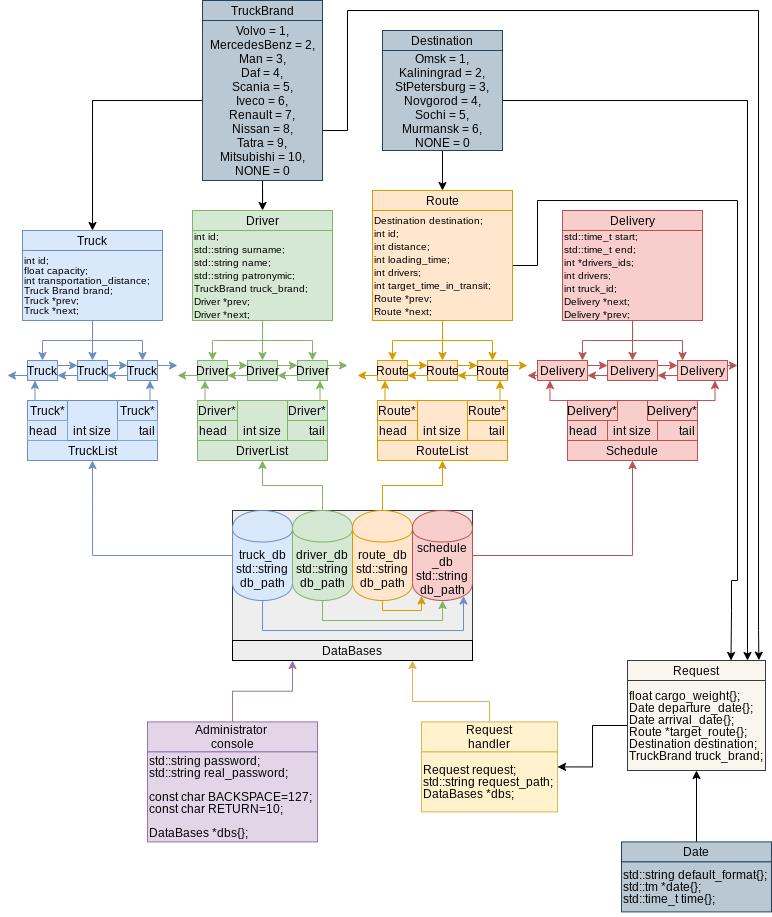 TruckBrand
Volvo = 1,
MercedesBenz = 2,
Man = 3,
Daf = 4,
Scania = 5,
Iveco = 6,
Renault = 7,
Nissan = 8,
Tatra = 9,
Mitsubishi = 10,
NONE = 0
Destination
Omsk = 1,
Kaliningrad = 2,
StPetersburg = 3,
Novgorod = 4,
Sochi = 5,
Murmansk = 6,
NONE = 0
Truck
int id;
float capacity;
int transportation_distance;
Truck Brand brand;
Truck *prev;
Truck *next;
Driver
int id;
std::string surname;
std::string name;
std::string patronymic;
TruckBrand truck_brand;
Driver *prev;
Driver *next;
Route
Destination destination;
int id;
int distance;
int loading_time;
int drivers;
int target_time_in_transit;
Route *prev;
Route *next;
Delivery
std::time_t start;
std::time_t end;
int *drivers_ids;
int drivers;
int truck_id;
Delivery *next;
Delivery *prev;
Truck Truck Truck
Driver Driver Driver
Route Route Route
Delivery Delivery Delivery
Truck* Truck*
head int size tail
TruckList
Driver* Driver*
head int size tail
DriverList
Route* Route*
head int size tail
RouteList
Delivery* Delivery*
head int size tail
Schedule
truck_db
std::string
db_path
driver_db
std::string
db_path
route_db
std::string
db_path
schedule
_db
std::string
db_path
DataBases
Administrator
console
std::string password;
std::string real_password;
const char BACKSPACE=127;
const char RETURN=10;
DataBases *dbs{};
Request
handler
Request request;
std::string request_path;
DataBases *dbs;
Request
float cargo_weight{};
Date departure_date{};
Date arrival_date{};
Route *target_route{};
Destination destination;
TruckBrand truck_brand;
Date
std::string default_format{};
std::tm *date{};
std::time_t time{};